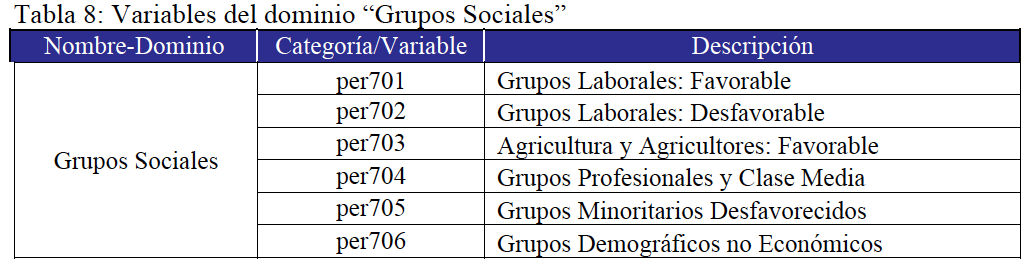 Tabla 8: Variables del dominio “Grupos Sociales”
Nombre-Dominio Categoría/Variable Descripción
per701 Grupos Laborales: Favorable
per702 Grupos Laborales: Desfavorable
per703 Agricultura y Agricultores: Favorable
Grupos Sociales
per704 Grupos Profesionales y Clase Media
per705 Grupos Minoritarios Desfavorecidos
per706 Grupos Demográficos no Económicos